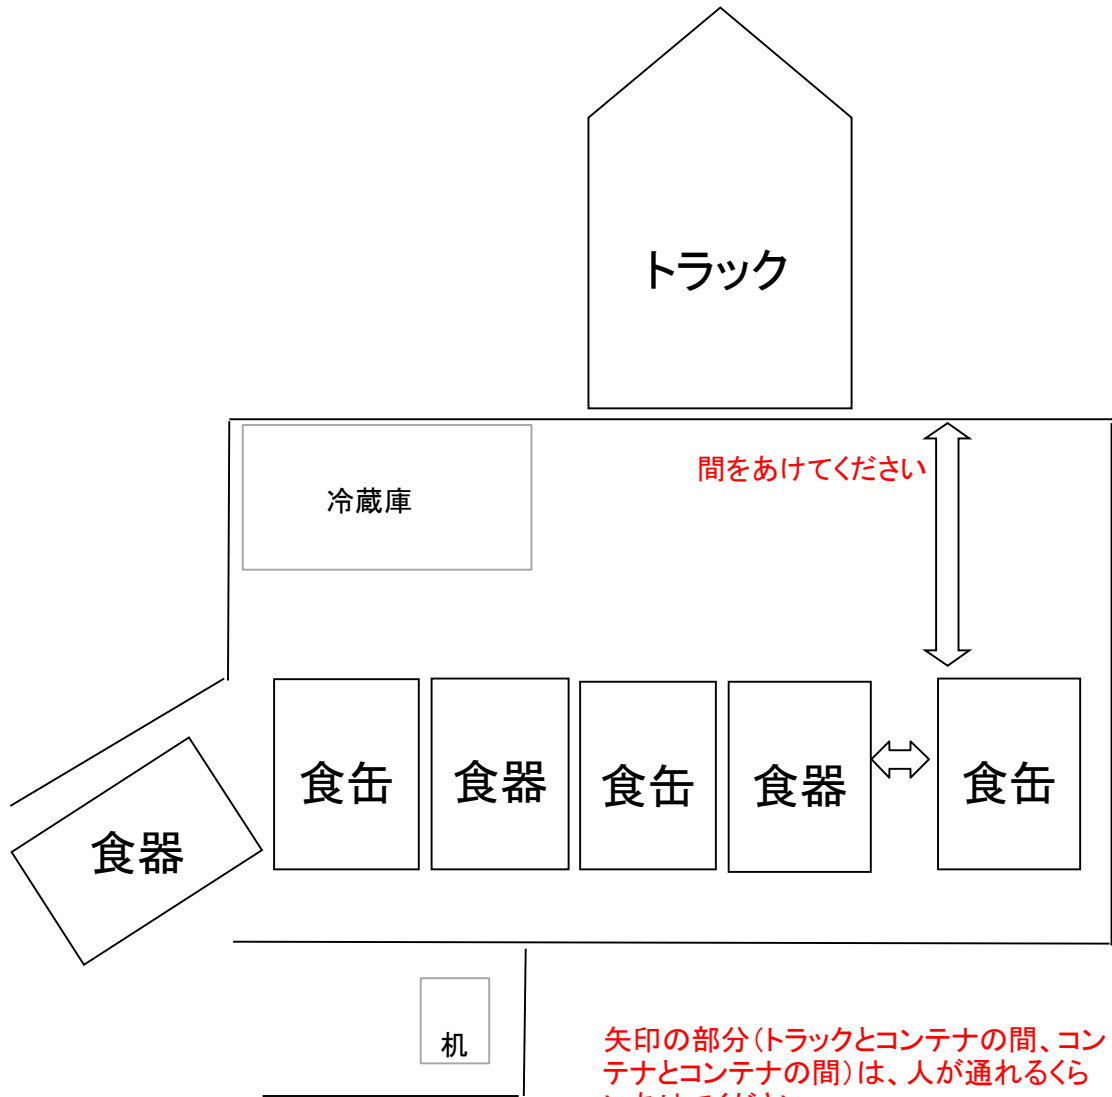 トラック
間をあけてください
冷蔵庫
食缶
食器
食缶
食器
食缶
食器
机
矢印の部分(トラックとコンテナの間、コン
テナとコンテナの間)は、人が通れるくら